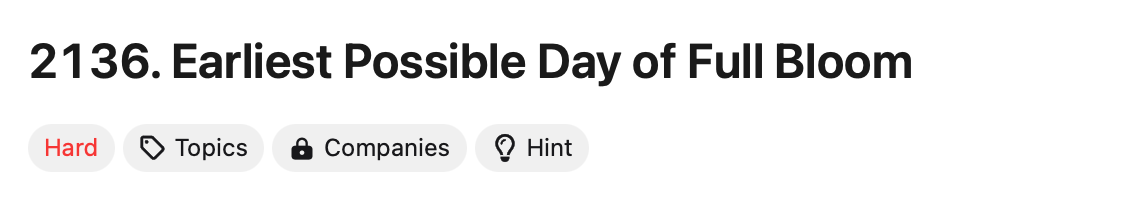 2136. Earliest Possible Day of Full Bloom
Hard Topics Companies Hint